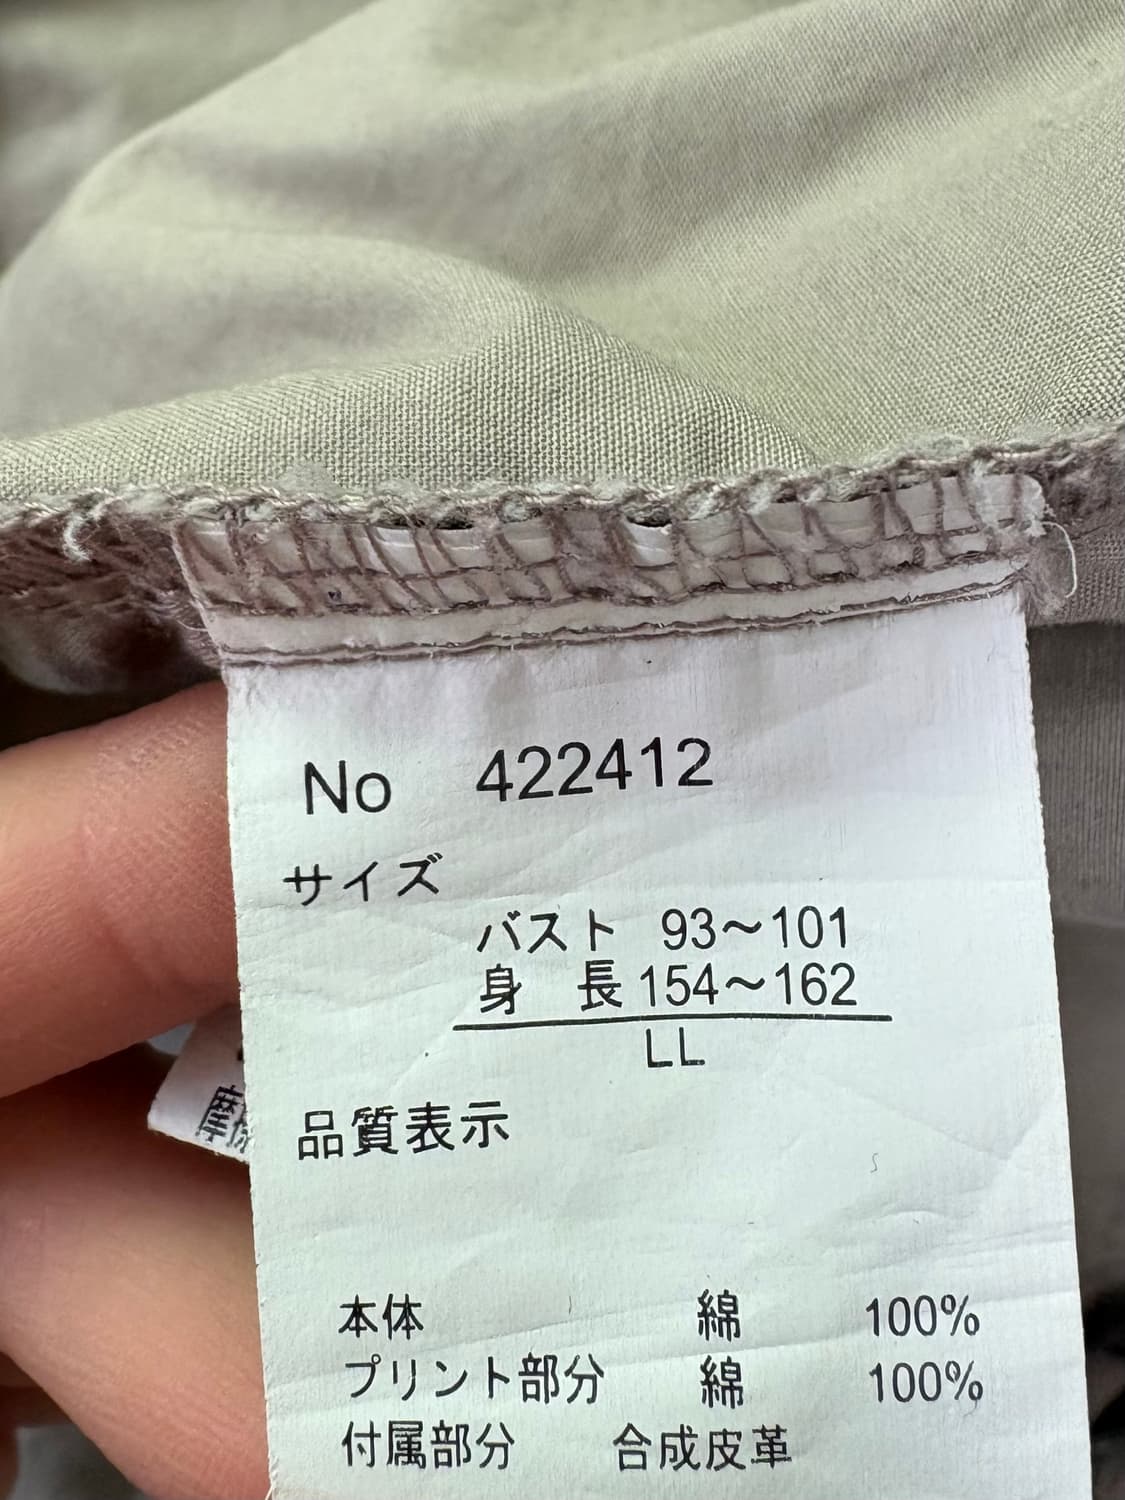 No 422412
サイズ
バスト 93～101
身 長 154～162
LL
品質表示
本体 綿 100%
プリント部分 綿 100%
付属部分 合成皮革
摩擦